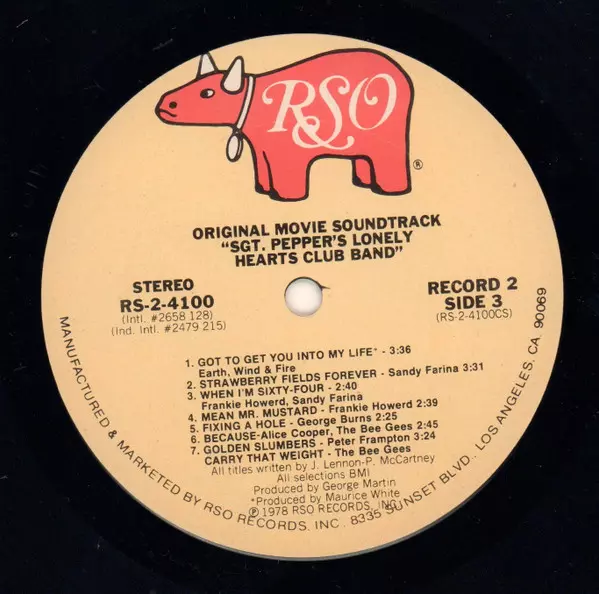 RSO
®
ORIGINAL MOVIE SOUNDTRACK
"SGT. PEPPER'S LONELY
HEARTS CLUB BAND"
STEREO
RS-2-4100
(Intl. #2658 128)
(Ind. Intl. #2479 215)
RECORD 2
SIDE 3
(RS-2-4100CS)
1. GOT TO GET YOU INTO MY LIFE* - 3:36
Earth, Wind & Fire
2. STRAWBERRY FIELDS FOREVER - Sandy Farina 3:31
3. WHEN I'M SIXTY-FOUR - 2:40
Frankie Howerd, Sandy Farina
4. MEAN MR. MUSTARD - Frankie Howerd 2:39
5. FIXING A HOLE - George Burns 2:25
6. BECAUSE-Alice Cooper, The Bee Gees 2:45
7. GOLDEN SLUMBERS - Peter Frampton 3:24
CARRY THAT WEIGHT - The Bee Gees
All titles written by J. Lennon-P. McCartney
All selections BMI
Produced by George Martin
*Produced by Maurice White
Ⓟ1978 RSO RECORDS, INC.
MANUFACTURED & MARKETED BY RSO RECORDS, INC. 8335 SUNSET BLVD., LOS ANGELES, CA. 90069